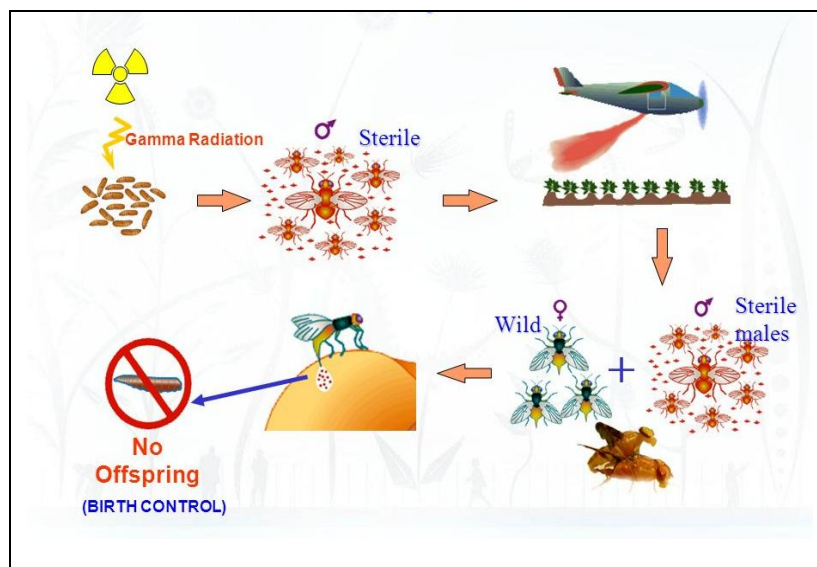 Gamma Radiation
♂
Sterile
♀
Wild
♂
Sterile
males
+
No
Offspring
(BIRTH CONTROL)